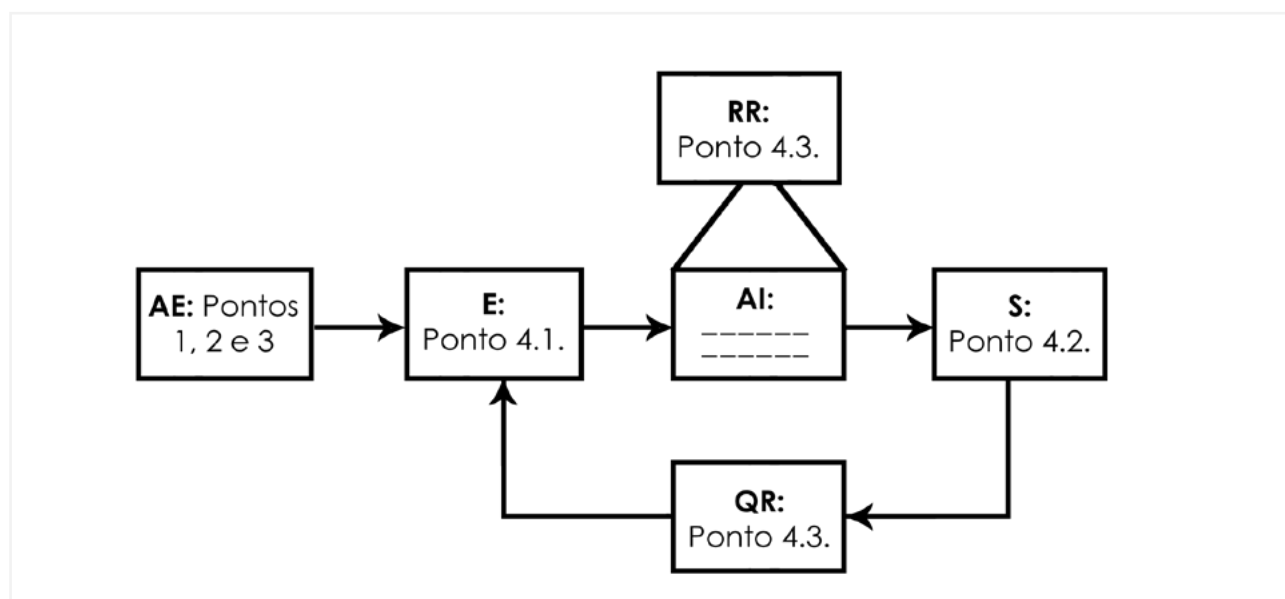 RR:
Ponto 4.3.
AE: Pontos
1, 2 e 3
E:
Ponto 4.1.
AI:
_ _ _ _ _ _
_ _ _ _ _ _
S:
Ponto 4.2.
QR:
Ponto 4.3.